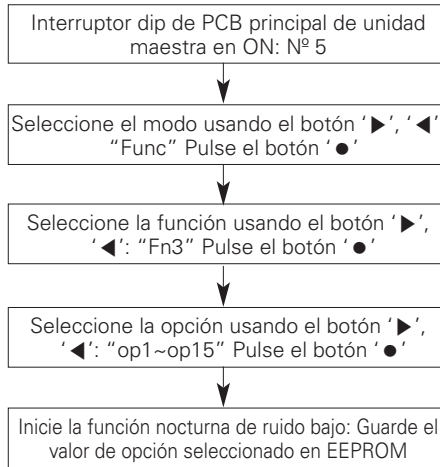 Interruptor dip de PCB principal de unidad
maestra en ON: Nº 5
Seleccione el modo usando el botón ‘▶’, ‘◀’
“Func” Pulse el botón ‘●’
Seleccione la función usando el botón ‘▶’,
‘◀’: “Fn3” Pulse el botón ‘●’
Seleccione la opción usando el botón ‘▶’,
‘◀’: “op1~op15” Pulse el botón ‘●’
Inicie la función nocturna de ruido bajo: Guarde el
valor de opción seleccionado en EEPROM